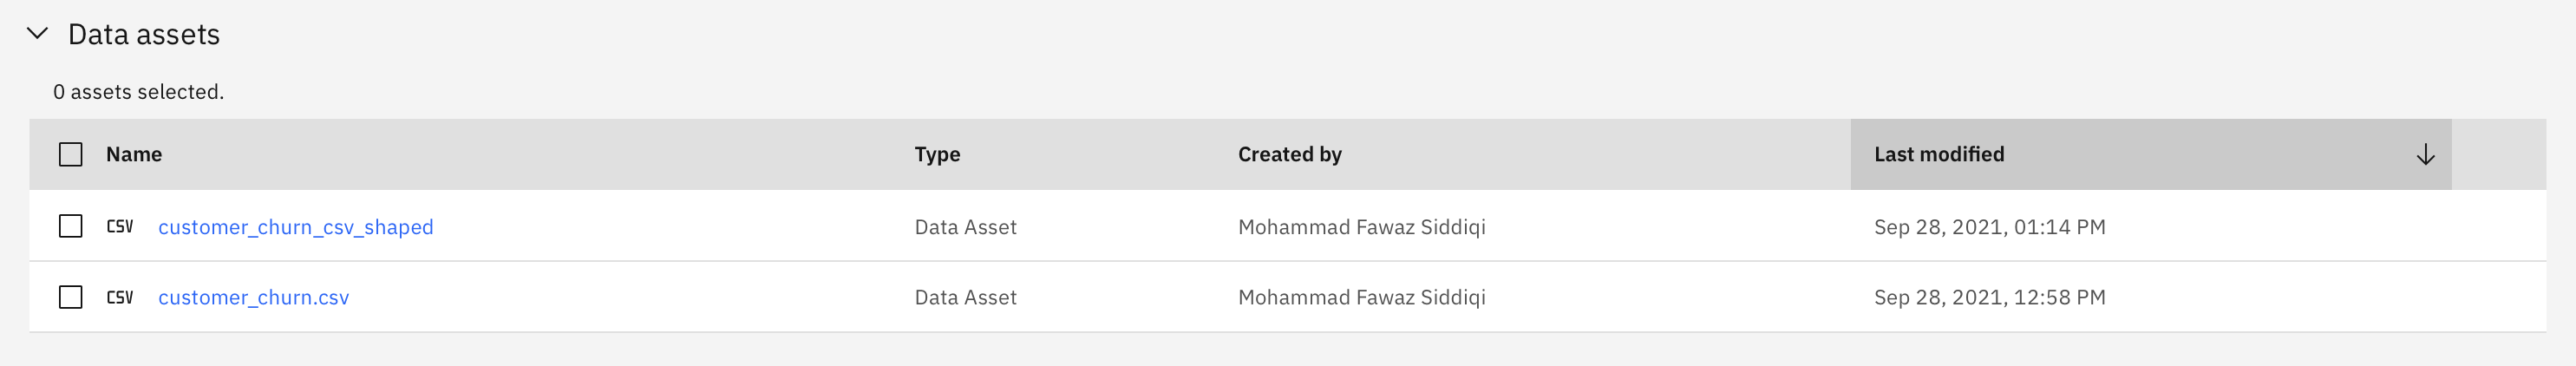 Data assets
0 assets selected.
Name Type Created by Last modified
CSV customer_churn_csv_shaped Data Asset Mohammad Fawaz Siddiqi Sep 28, 2021, 01:14 PM
CSV customer_churn.csv Data Asset Mohammad Fawaz Siddiqi Sep 28, 2021, 12:58 PM